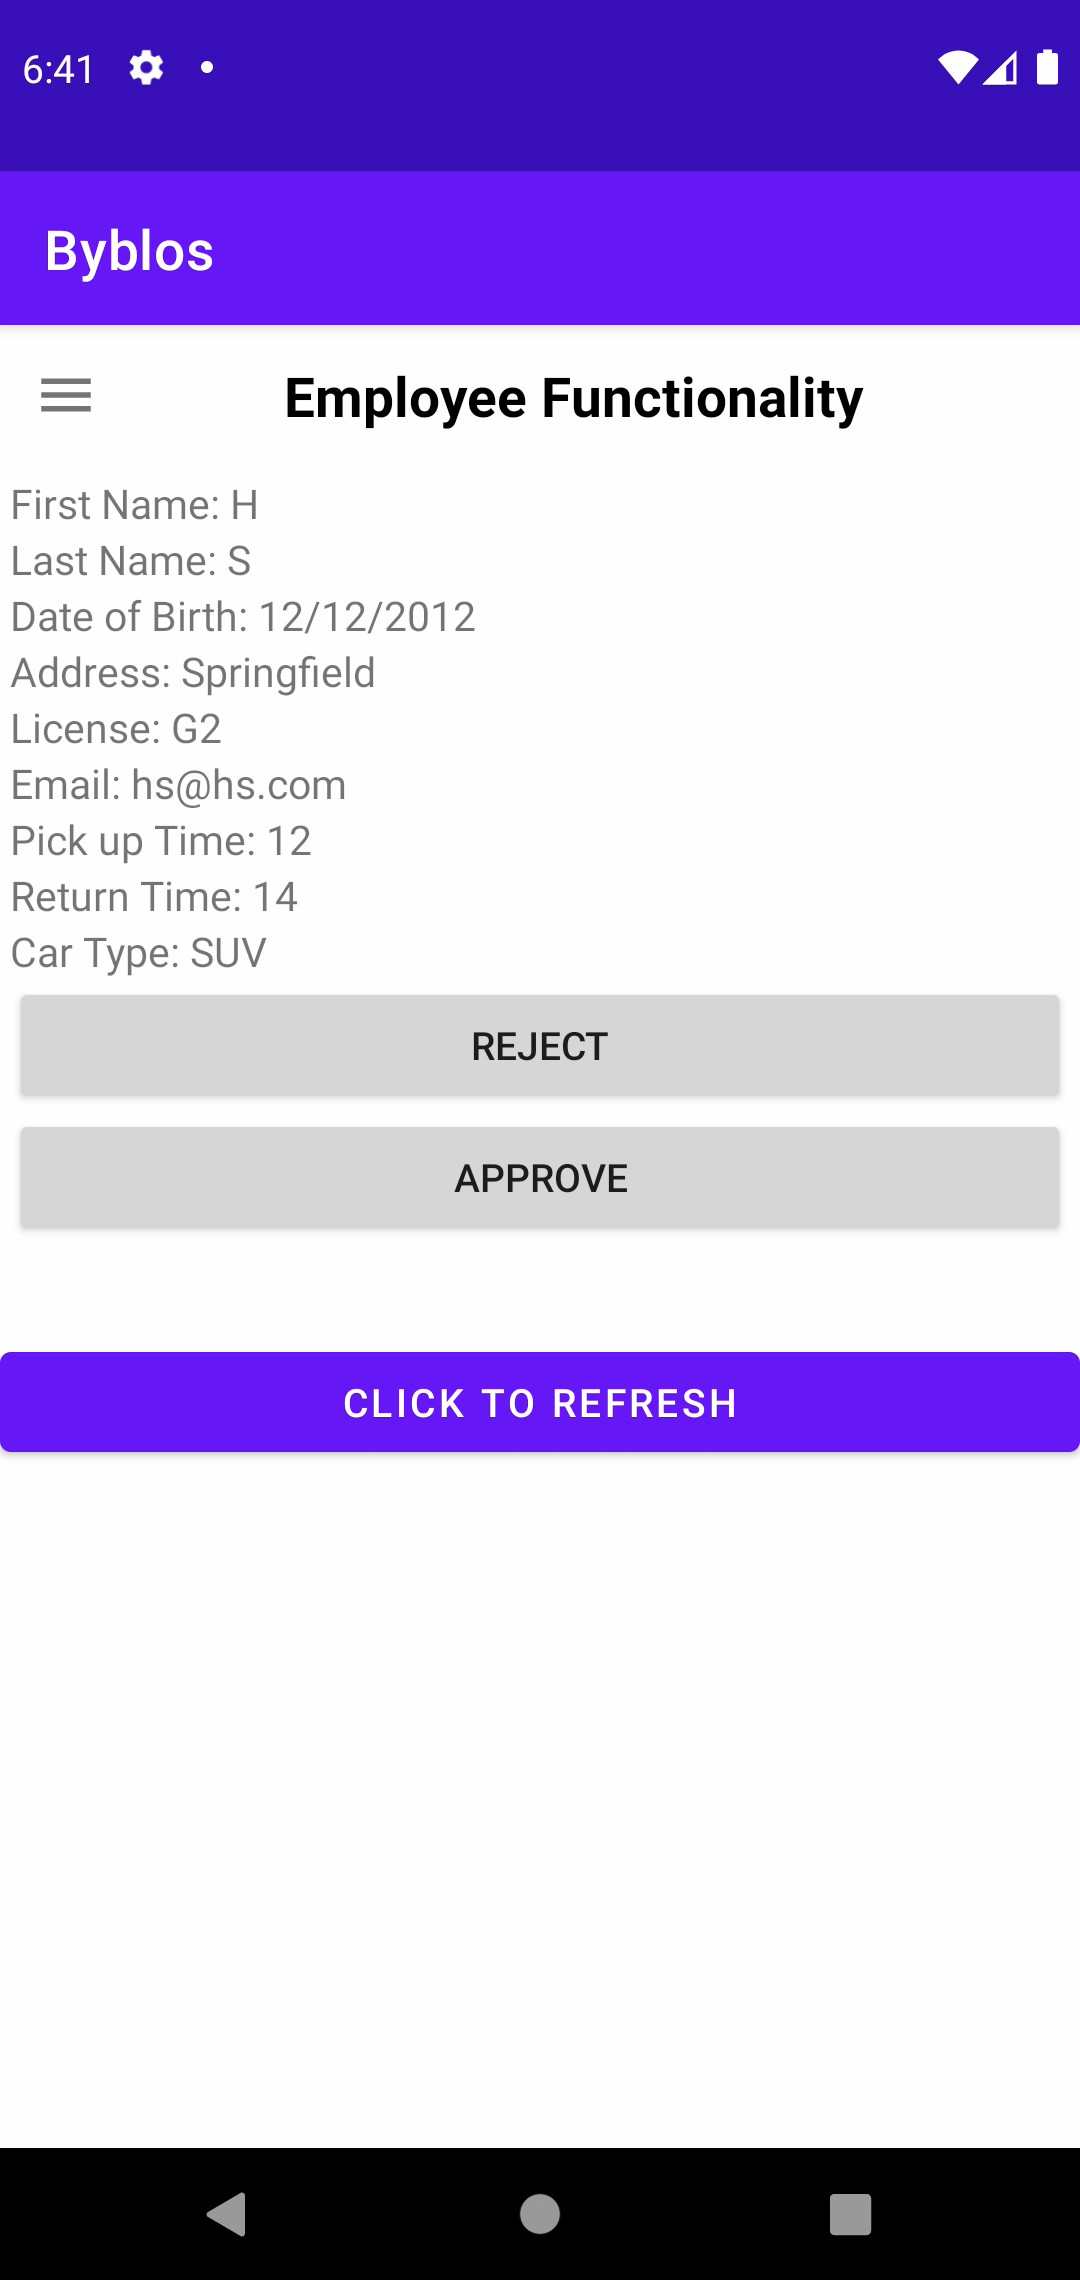 6:41
Byblos
Employee Functionality
First Name: H
Last Name: S
Date of Birth: 12/12/2012
Address: Springfield
License: G2
Email: hs@hs.com
Pick up Time: 12
Return Time: 14
Car Type: SUV
REJECT
APPROVE
CLICK TO REFRESH